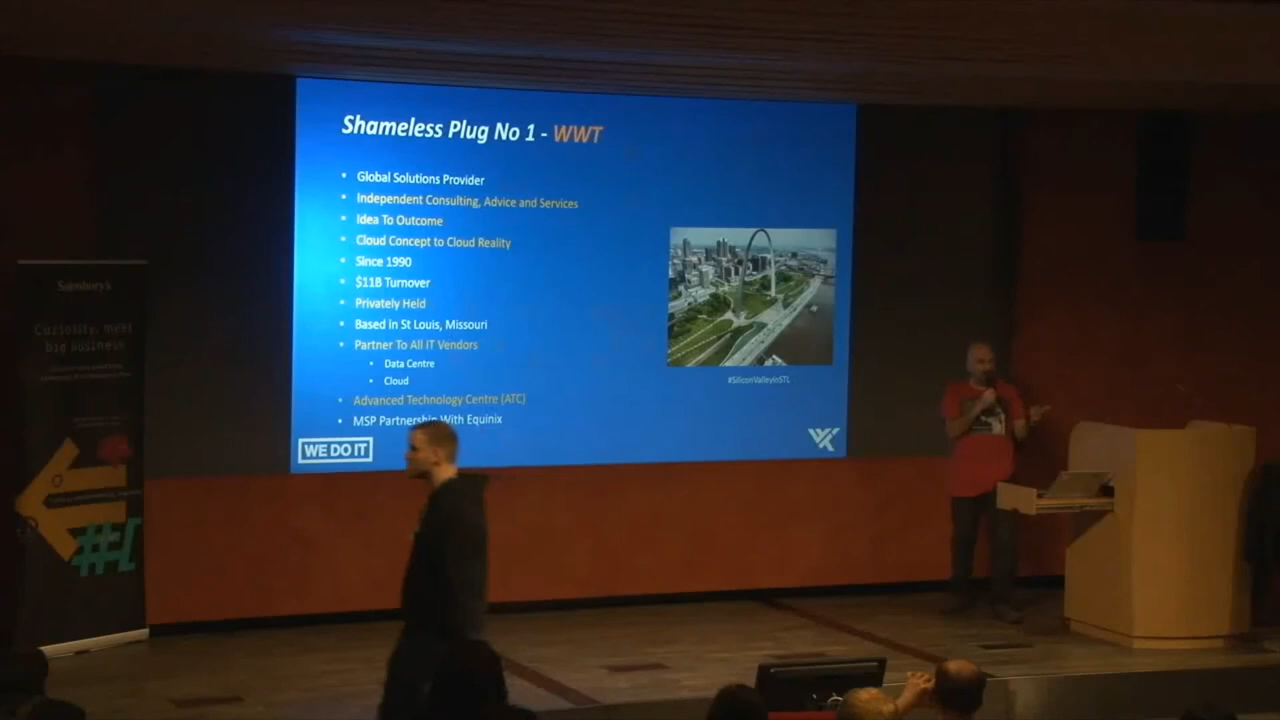 Shameless Plug No 1 - WWT
Global Solutions Provider
Independent Consulting, Advice and Services
Idea To Outcome
Cloud Concept to Cloud Reality
Since 1990
$11B Turnover
Privately Held
Based in St Louis, Missouri
Partner To All IT Vendors
Data Centre
Cloud
Advanced Technology Centre (ATC)
MSP Partnership With Equinix
#SiliconValleyinSTL
WE DO IT
Sainsbury's
Curiosity, meet
big business
#[